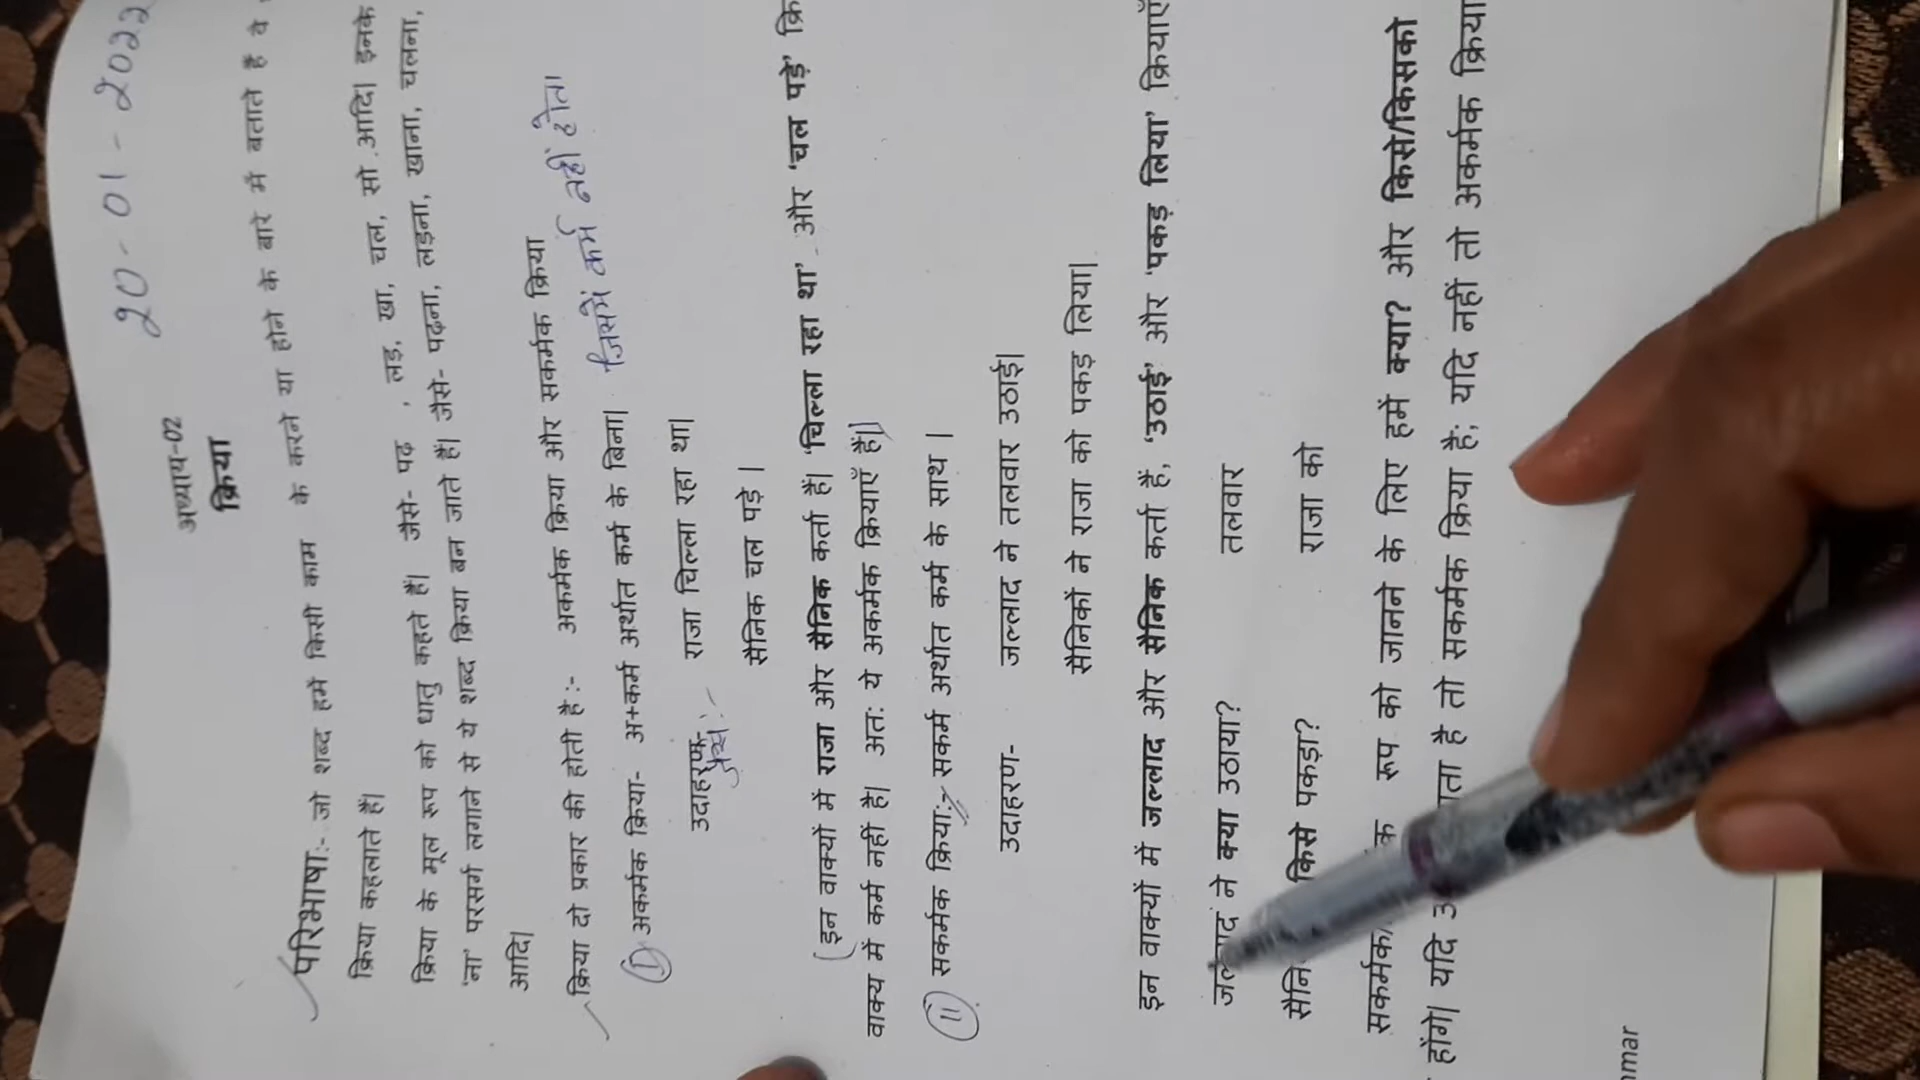 20-01-2022
अध्याय-02
क्रिया
परिभाषा:- जो शब्द हमें किसी काम के करने या होने के बारे में बताते हैं वे
क्रिया कहलाते हैं।
क्रिया के मूल रूप को धातु कहते हैं। जैसे- पढ़ , लड़, खा, चल, सो आदि। इनके
'ना' परसर्ग लगाने से ये शब्द क्रिया बन जाते हैं। जैसे- पढ़ना, लड़ना, खाना, चलना,
आदि।
क्रिया दो प्रकार की होती है:- अकर्मक क्रिया और सकर्मक क्रिया
(i) अकर्मक क्रिया- अ+कर्म अर्थात कर्म के बिना। जिसमें कर्म नहीं होता
उदाहरण- राजा चिल्ला रहा था।
जैसे:-
सैनिक चल पड़े |
(इन वाक्यों में राजा और सैनिक कर्ता हैं। 'चिल्ला रहा था' और 'चल पड़े' क्रि
वाक्य में कर्म नहीं है। अत: ये अकर्मक क्रियाएँ हैं।)
(ii) सकर्मक क्रिया:- सकर्म अर्थात कर्म के साथ |
उदाहरण- जल्लाद ने तलवार उठाई।
सैनिकों ने राजा को पकड़ लिया।
इन वाक्यों में जल्लाद और सैनिक कर्ता हैं, 'उठाई' और 'पकड़ लिया' क्रियाएँ
ने क्या उठाया? तलवार
किसे पकड़ा? राजा को
रूप को जानने के लिए हमें क्या? और किसे/किसको
होंगे। यदि है तो सकर्मक क्रिया है; यदि नहीं तो अकर्मक क्रिया
mmar